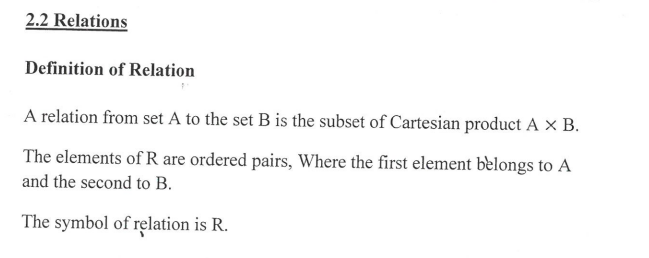 2.2 Relations
Definition of Relation
A relation from set A to the set B is the subset of Cartesian product A × B.
The elements of R are ordered pairs, Where the first element belongs to A
and the second to B.
The symbol of relation is R.